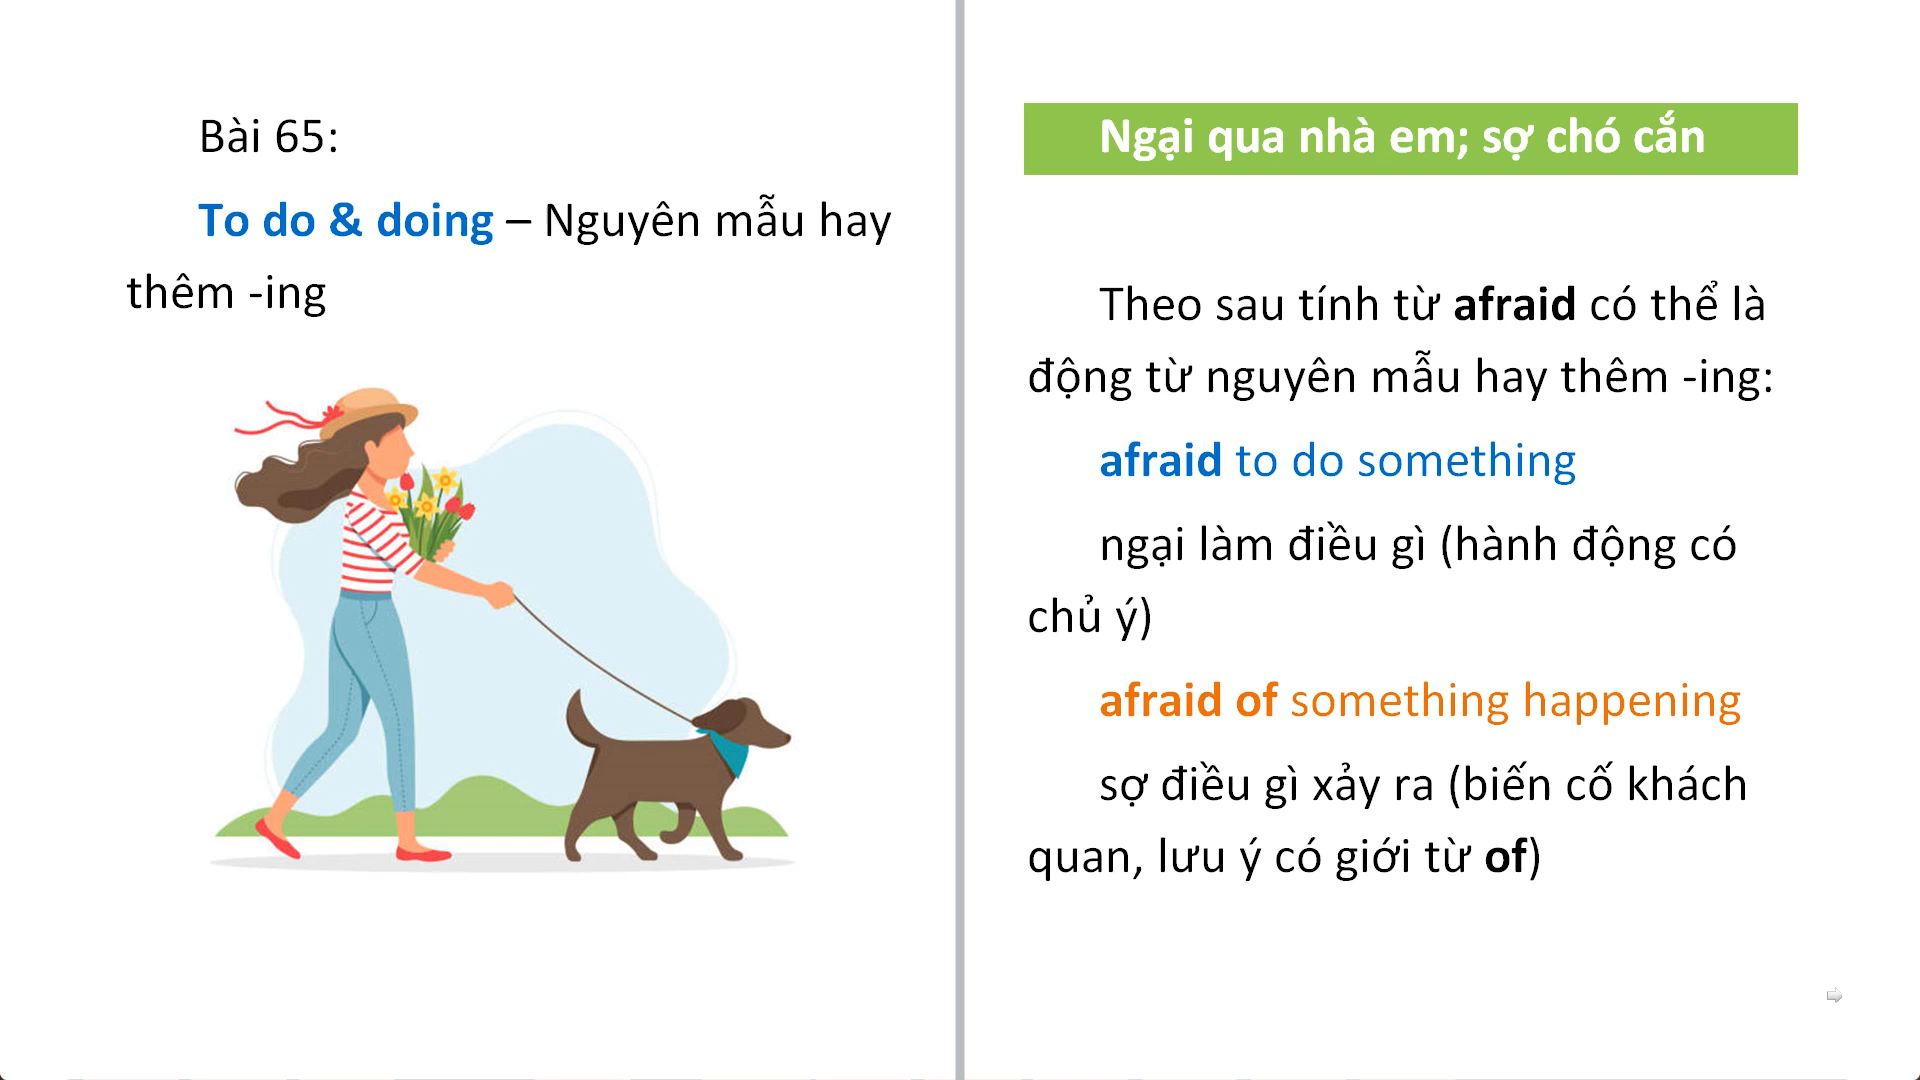 Bài 65:
To do & doing – Nguyên mẫu hay
thêm -ing
Ngại qua nhà em; sợ chó cắn
Theo sau tính từ afraid có thể là
động từ nguyên mẫu hay thêm -ing:
afraid to do something
ngại làm điều gì (hành động có
chủ ý)
afraid of something happening
sợ điều gì xảy ra (biến cố khách
quan, lưu ý có giới từ of)